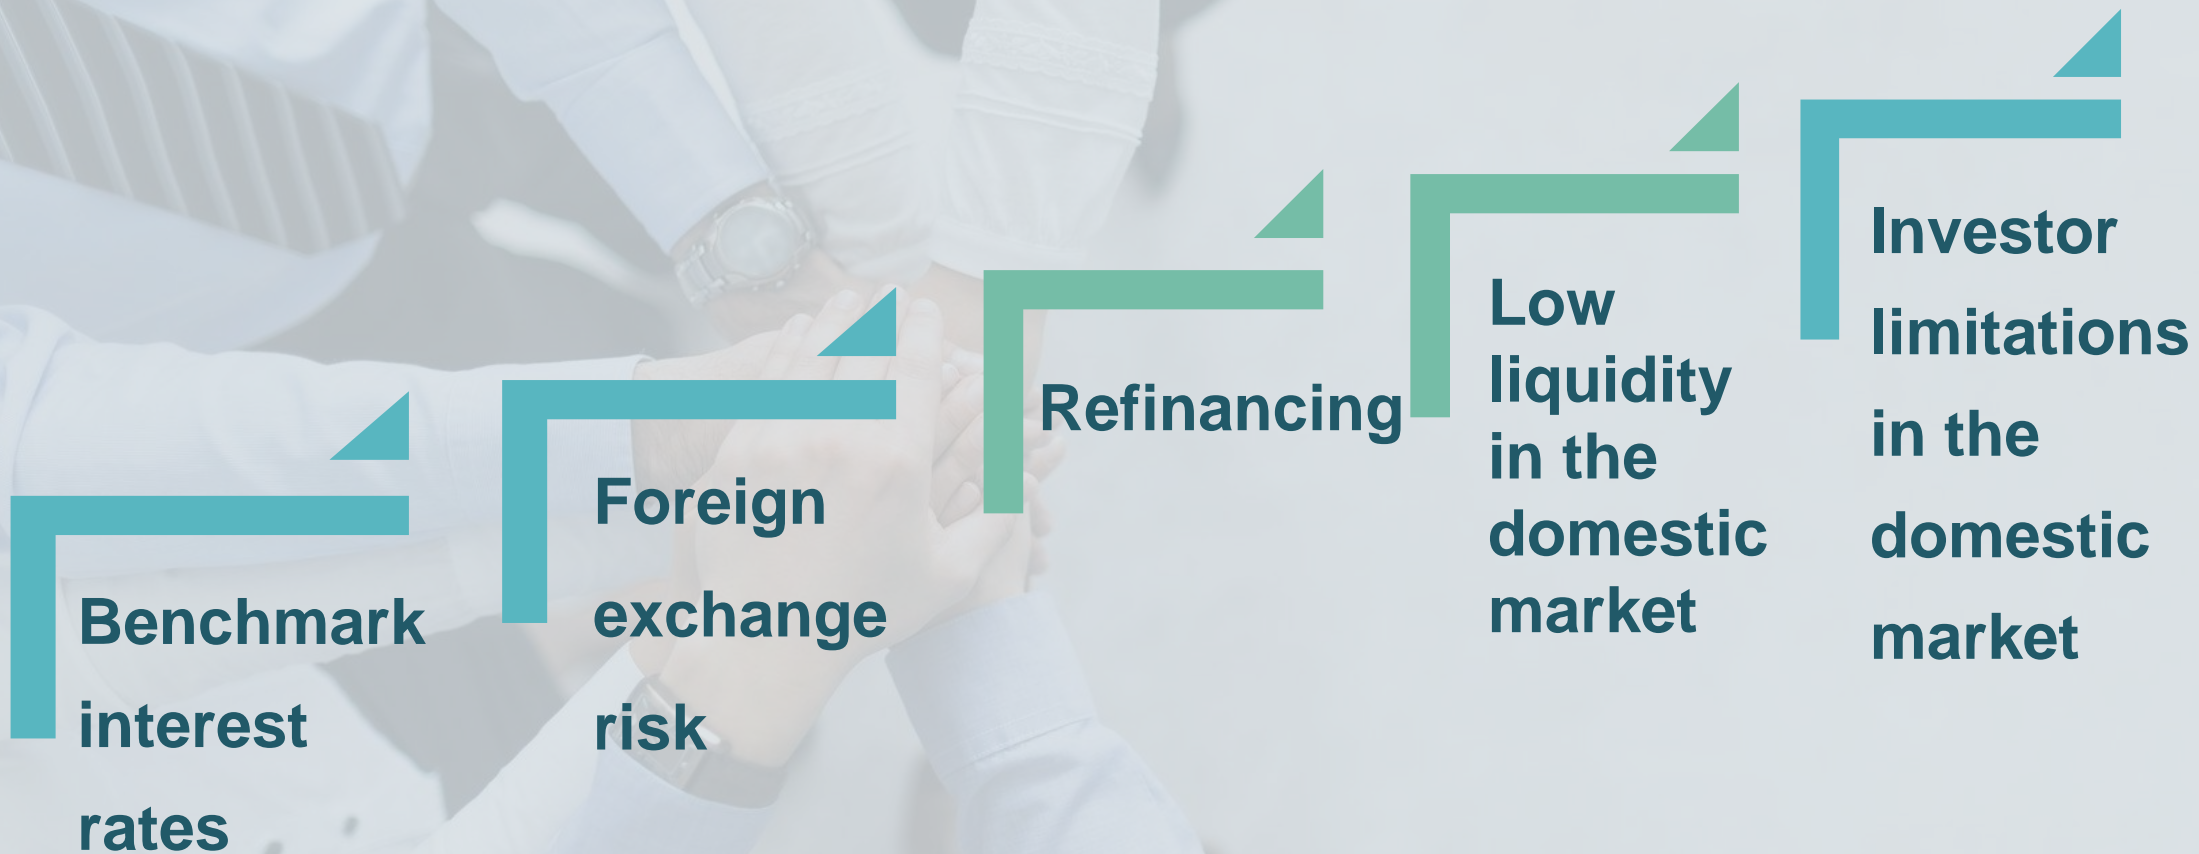 Benchmark
interest
rates
Foreign
exchange
risk
Refinancing
Low
liquidity
in the
domestic
market
Investor
limitations
in the
domestic
market